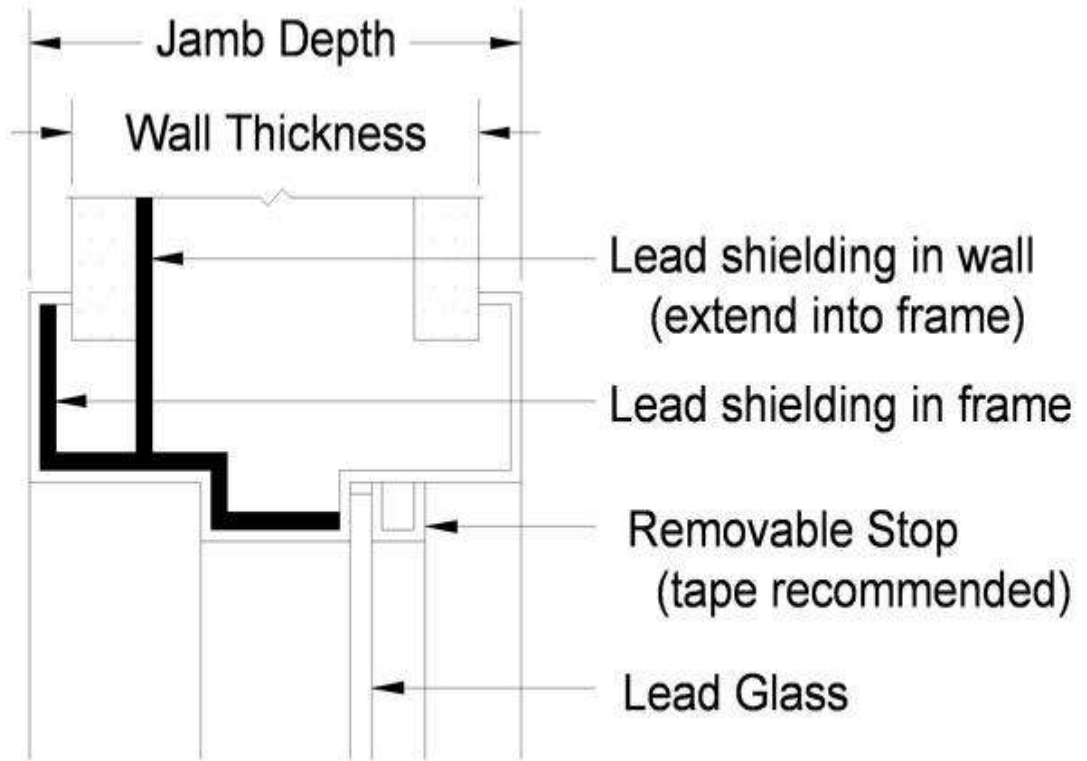 Jamb Depth
Wall Thickness
Lead shielding in wall
(extend into frame)
Lead shielding in frame
Removable Stop
(tape recommended)
Lead Glass